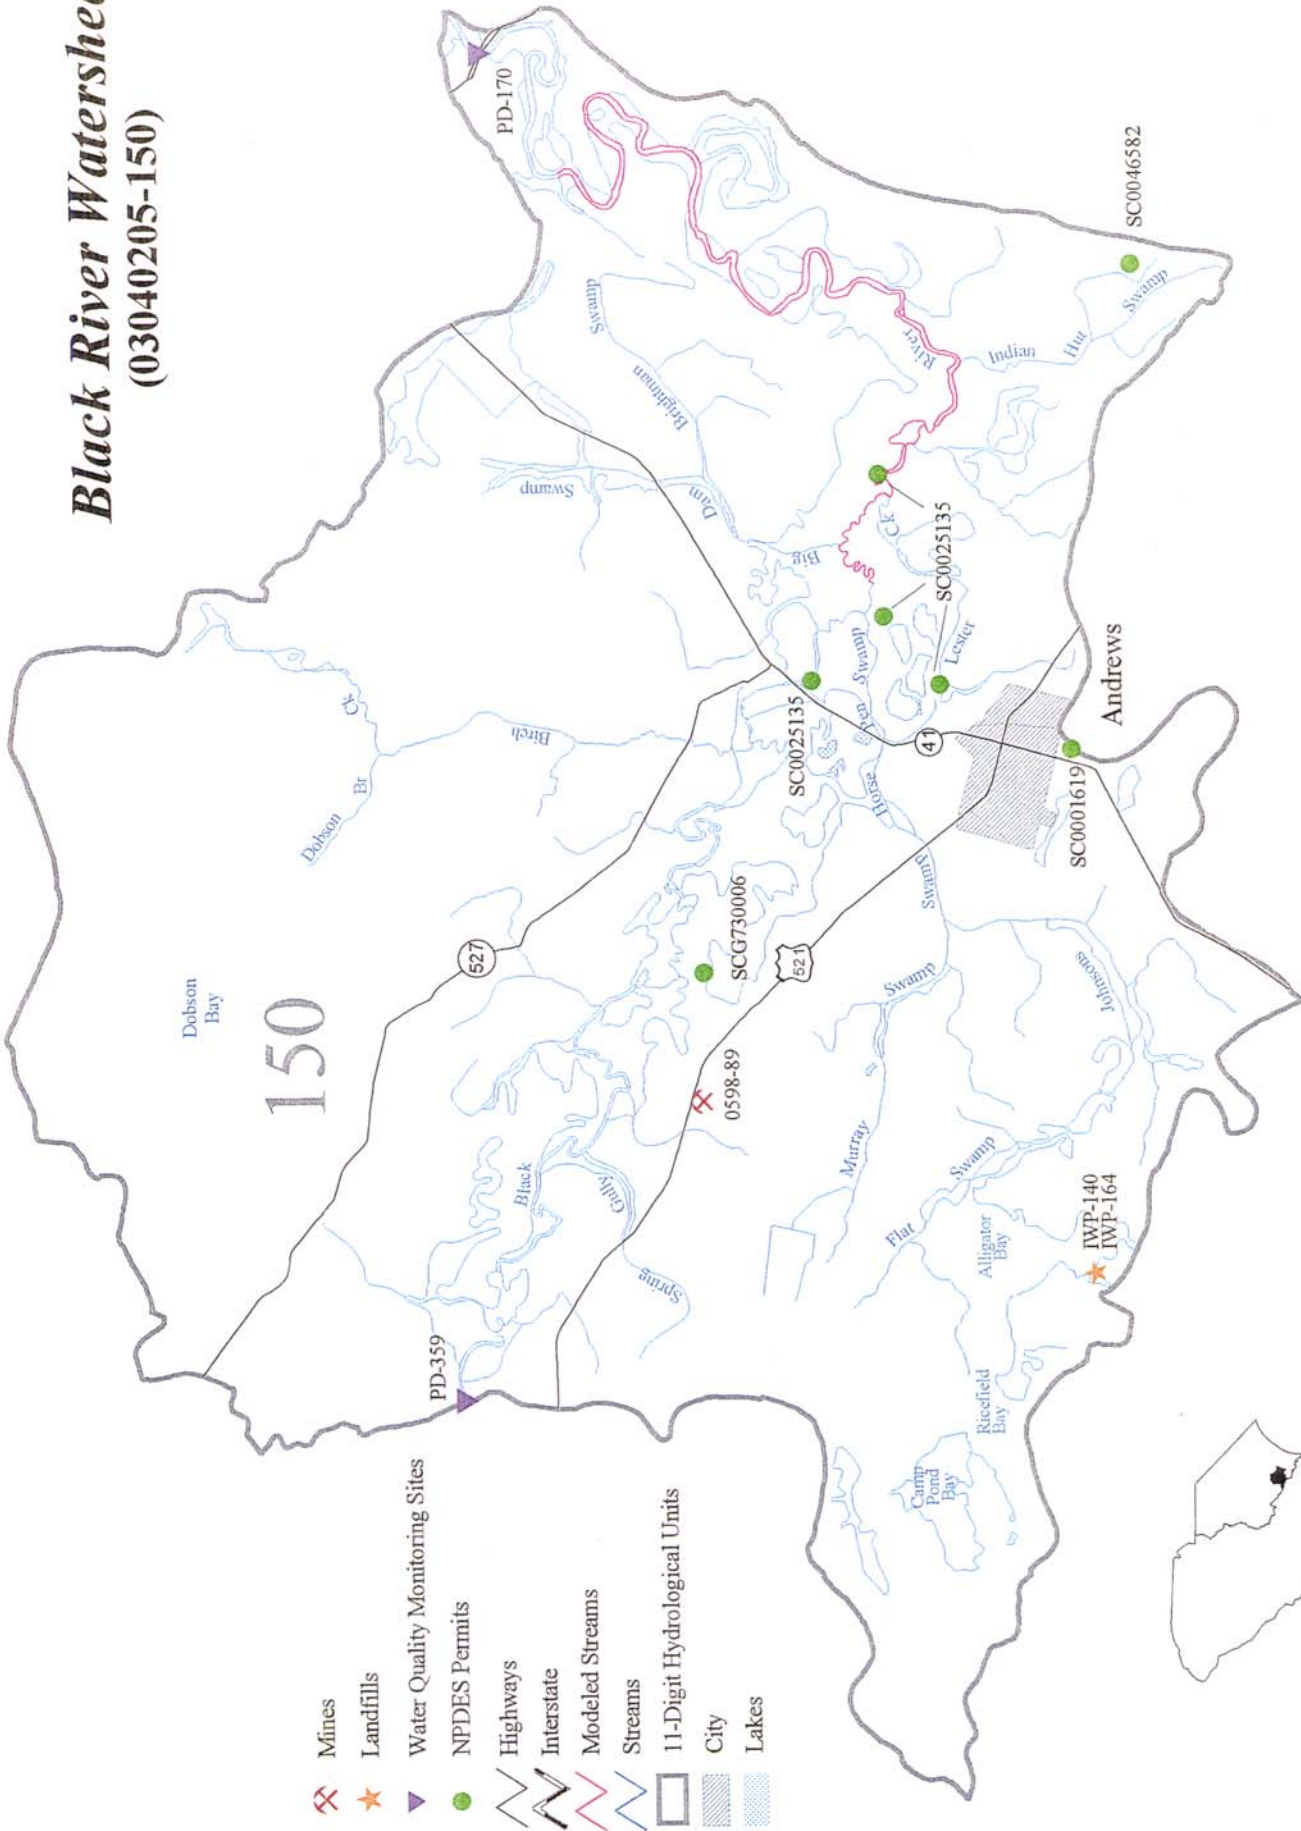 Black River Watershed
(03040205-150)
PD-170
SC0046582
Swamp
Hut
Indian
River
Swamp
Brightman
Dam
Swamp
Big
Ck
SC0025135
Lester
Swamp
Pen
Horse
SC0025135
41
Andrews
SC0001619
Birch
Ck
Dobson
Br
527
SCG730006
521
Swamp
Swamp
Johnsons
Dobson
Bay
150
0598-89
Murray
Swamp
Flat
Black
Gully
Spring
Alligator
Bay
IWP-140
IWP-164
PD-359
Ricefield
Bay
Camp
Pond
Bay
Mines
Landfills
Water Quality Monitoring Sites
NPDES Permits
Highways
Interstate
Modeled Streams
Streams
11-Digit Hydrological Units
City
Lakes